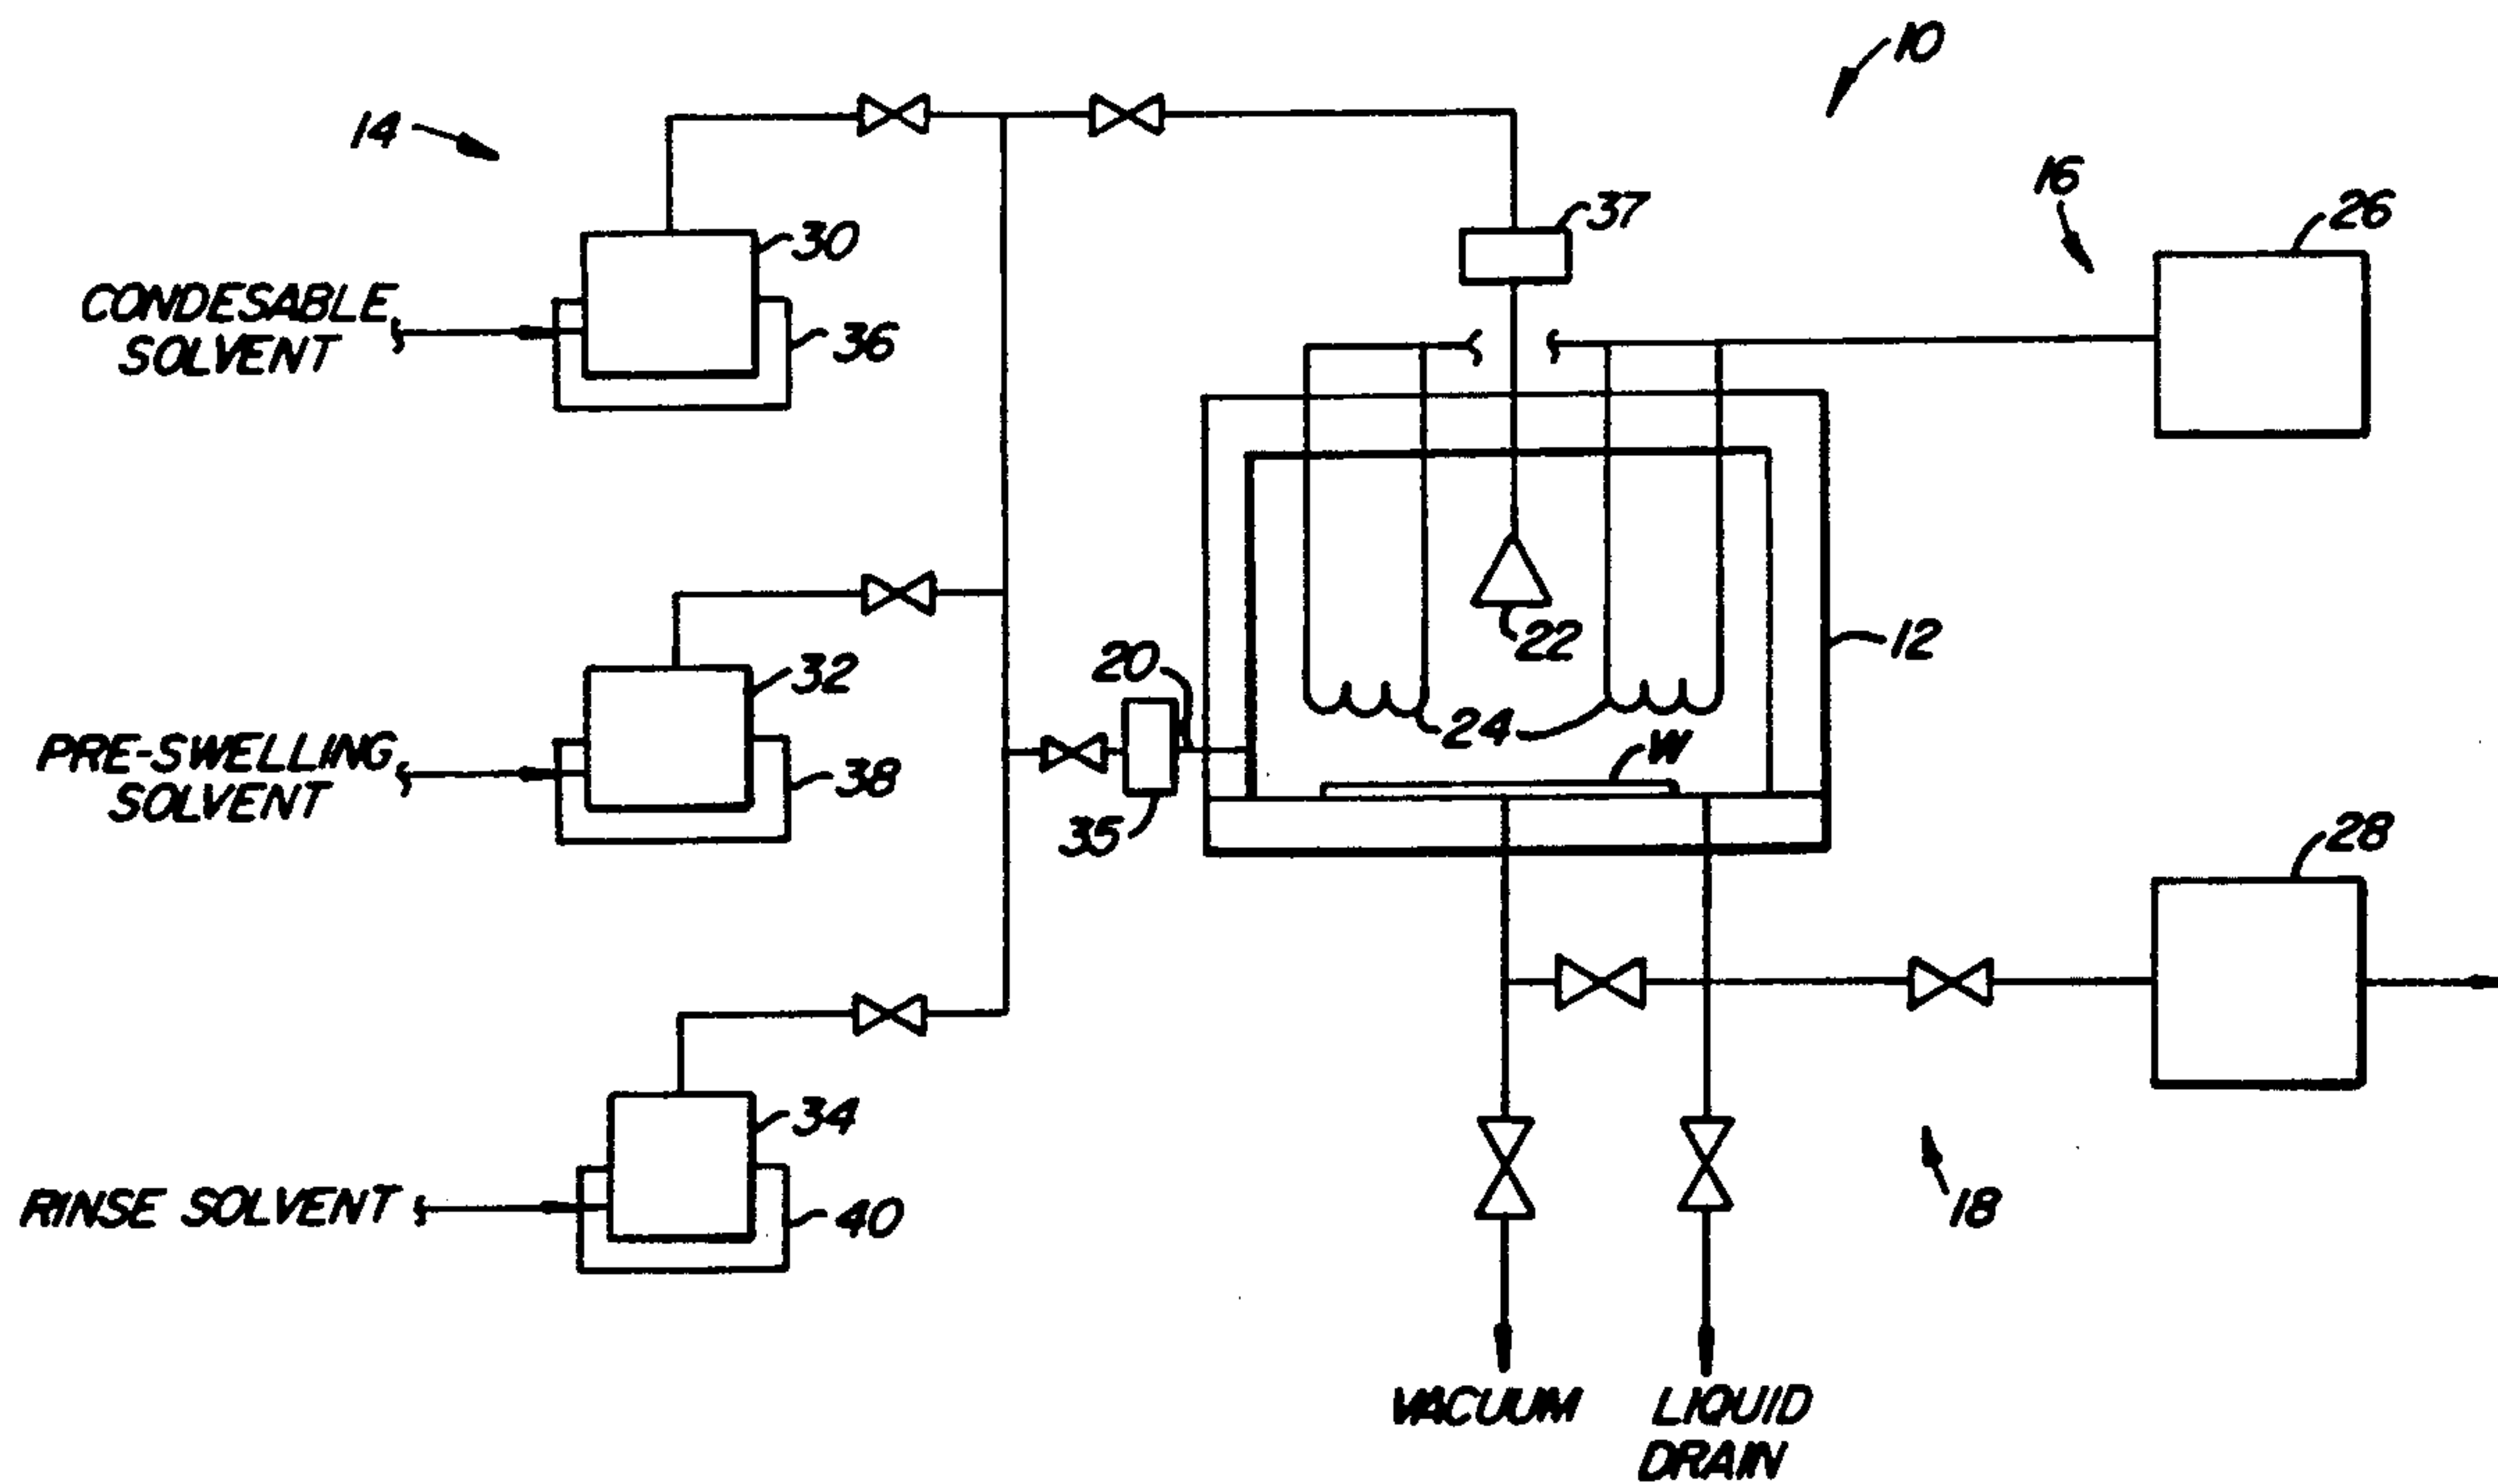 10
14
16
37
26
30
CONDESABLE
SOLVENT
36
22
12
20
32
24
W
PRE-SWELLING
SOLVENT
38
35
28
34
RINSE SOLVENT
40
18
VACUUM
LIQUID
DRAIN